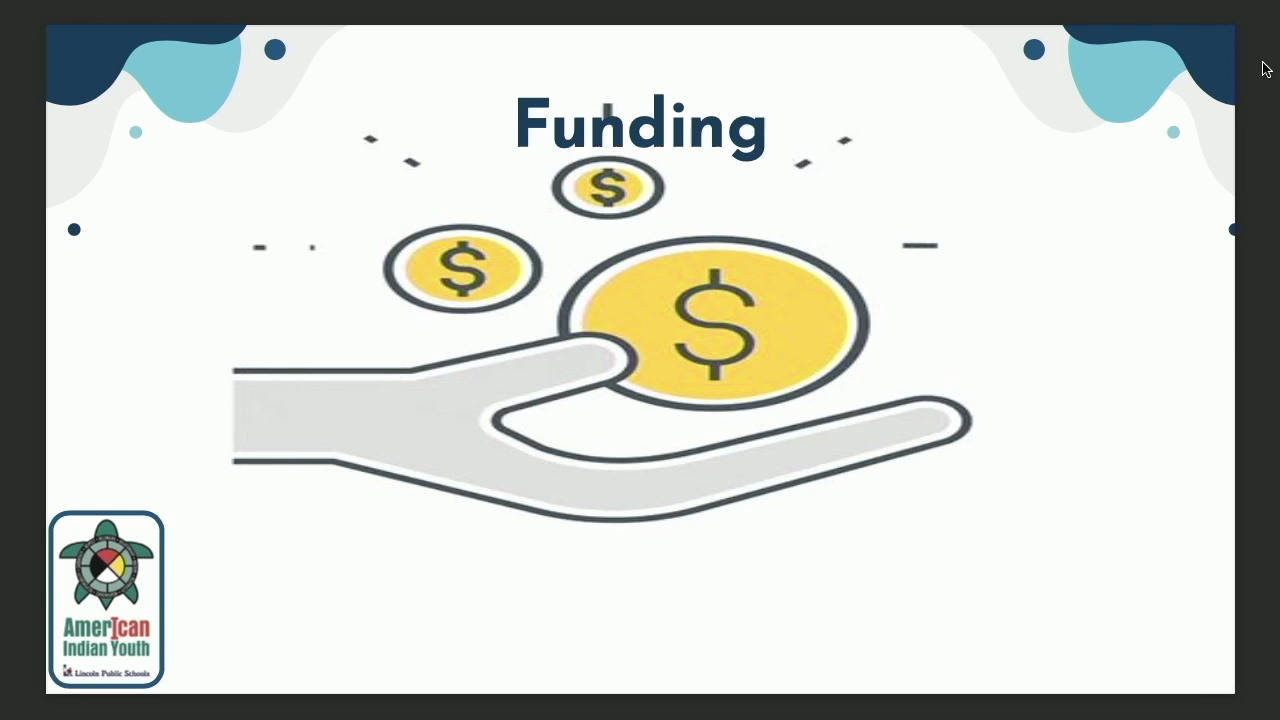 Funding
$
$
$
AmerIcan
Indian Youth
Lincoln Public Schools